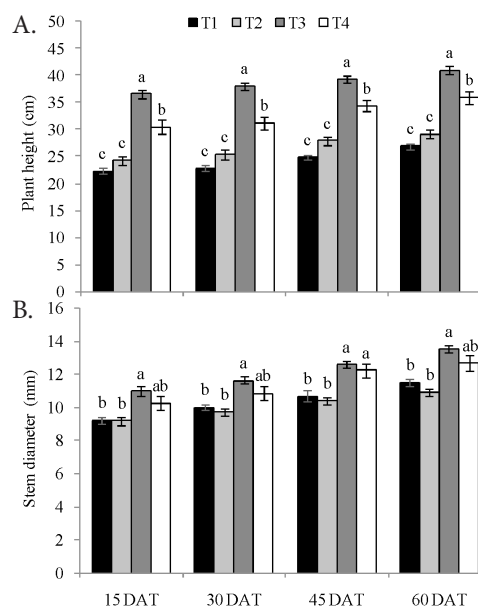 A.
T1 T2 T3 T4
Plant height (cm)
50
45
40
35
30
25
20
15
10
5
0
c c a b
c c a b
c c a b
c c a b
B.
Stem diameter (mm)
16
14
12
10
8
6
4
2
0
b b a ab
b b a ab
b b a a
b b a ab
15 DAT 30 DAT 45 DAT 60 DAT